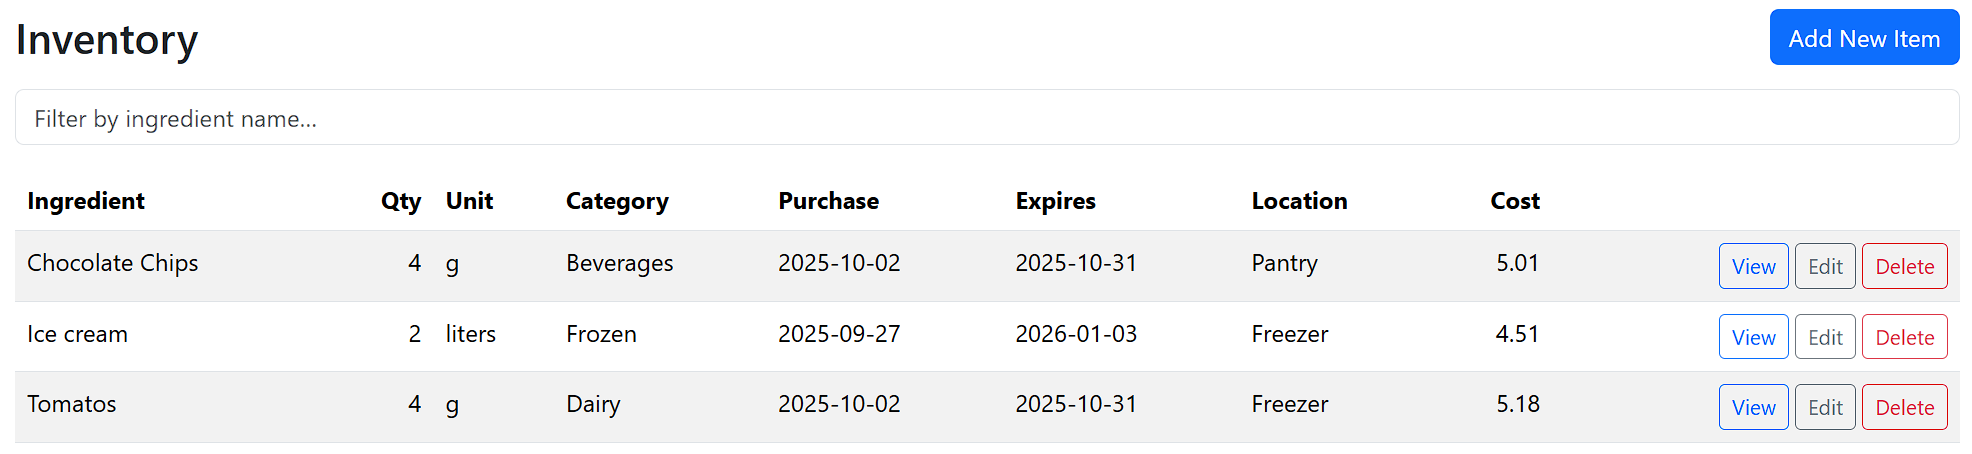 Inventory
Add New Item
Filter by ingredient name...
Ingredient Qty Unit Category Purchase Expires Location Cost
Chocolate Chips 4 g Beverages 2025-10-02 2025-10-31 Pantry 5.01 View Edit Delete
Ice cream 2 liters Frozen 2025-09-27 2026-01-03 Freezer 4.51 View Edit Delete
Tomatos 4 g Dairy 2025-10-02 2025-10-31 Freezer 5.18 View Edit Delete